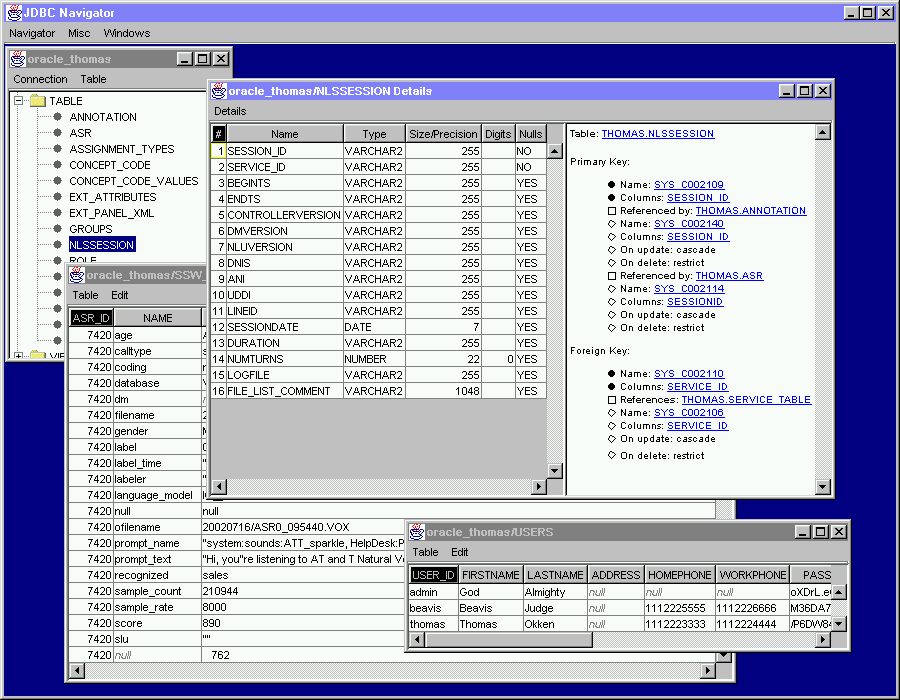 JDBC Navigator
Navigator Misc Windows
oracle_thomas
Connection Table
TABLE
ANNOTATION
ASR
ASSIGNMENT_TYPES
CONCEPT_CODE
CONCEPT_CODE_VALUES
EXT_ATTRIBUTES
EXT_PANEL_XML
GROUPS
NLSSESSION
ROLE
oracle_thomas/NLSSESSION Details
Details
# Name Type Size/Precision Digits Nulls
1 SESSION_ID VARCHAR2 255 NO
2 SERVICE_ID VARCHAR2 255 NO
3 BEGINTS VARCHAR2 255 YES
4 ENDTS VARCHAR2 255 YES
5 CONTROLLERVERSION VARCHAR2 255 YES
6 DMVERSION VARCHAR2 255 YES
7 NLUVERSION VARCHAR2 255 YES
8 DNIS VARCHAR2 255 YES
9 ANI VARCHAR2 255 YES
10 UDDI VARCHAR2 255 YES
11 LINEID VARCHAR2 255 YES
12 SESSIONDATE DATE 7 YES
13 DURATION VARCHAR2 255 YES
14 NUMTURNS NUMBER 22 0 YES
15 LOGFILE VARCHAR2 255 YES
16 FILE_LIST_COMMENT VARCHAR2 1048 YES
Table: THOMAS.NLSSESSION
Primary Key:
Name: SYS_C002109
Columns: SESSION_ID
Referenced by: THOMAS.ANNOTATION
Name: SYS_C002140
Columns: SESSION_ID
On update: cascade
On delete: restrict
Referenced by: THOMAS.ASR
Name: SYS_C002114
Columns: SESSIONID
On update: cascade
On delete: restrict
Foreign Key:
Name: SYS_C002110
Columns: SERVICE_ID
References: THOMAS.SERVICE_TABLE
Name: SYS_C002106
Columns: SERVICE_ID
On update: cascade
On delete: restrict
oracle_thomas/SSW_
Table Edit
ASR_ID NAME
7420 age
7420 calltype
7420 coding
7420 database
7420 dm
7420 filename
7420 gender
7420 label
7420 label_time
7420 labeler
7420 language_model
7420 null null
7420 ofilename 20020716/ASR0_095440.VOX
7420 prompt_name "system:sounds:ATT_sparkle, HelpDesk:P
7420 prompt_text "Hi, you"re listening to AT and T Natural
7420 recognized sales
7420 sample_count 210944
7420 sample_rate 8000
7420 score 890
7420 slu ""
7420 null 762
oracle_thomas/USERS
Table Edit
USER_ID FIRSTNAME LASTNAME ADDRESS HOMEPHONE WORKPHONE PASS
admin God Almighty null null null oXDrL.e
beavis Beavis Judge null 1112225555 1112226666 M36DA7
thomas Thomas Okken null 1112223333 1112224444 /P6DW84